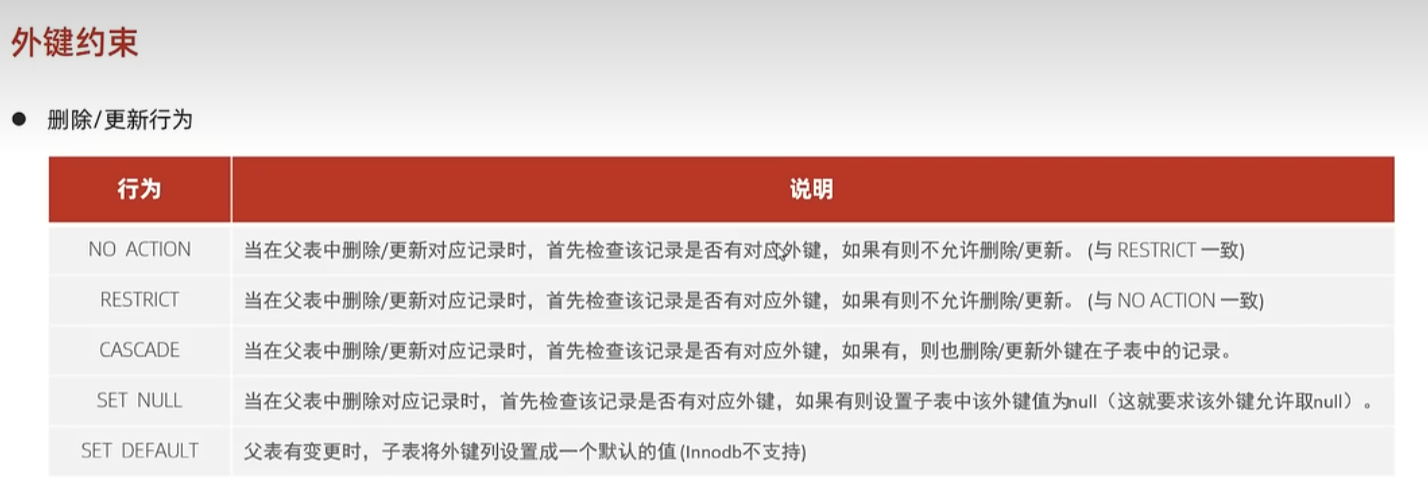 外键约束
● 删除/更新行为
行为 说明
NO ACTION 当在父表中删除/更新对应记录时，首先检查该记录是否有对应外键，如果有则不允许删除/更新。 (与 RESTRICT 一致)
RESTRICT 当在父表中删除/更新对应记录时，首先检查该记录是否有对应外键，如果有则不允许删除/更新。 (与 NO ACTION 一致)
CASCADE 当在父表中删除/更新对应记录时，首先检查该记录是否有对应外键，如果有，则也删除/更新外键在子表中的记录。
SET NULL 当在父表中删除对应记录时，首先检查该记录是否有对应外键，如果有则设置子表中该外键值为null（这就要求该外键允许取null）。
SET DEFAULT 父表有变更时，子表将外键列设置成一个默认的值 (Innodb不支持)